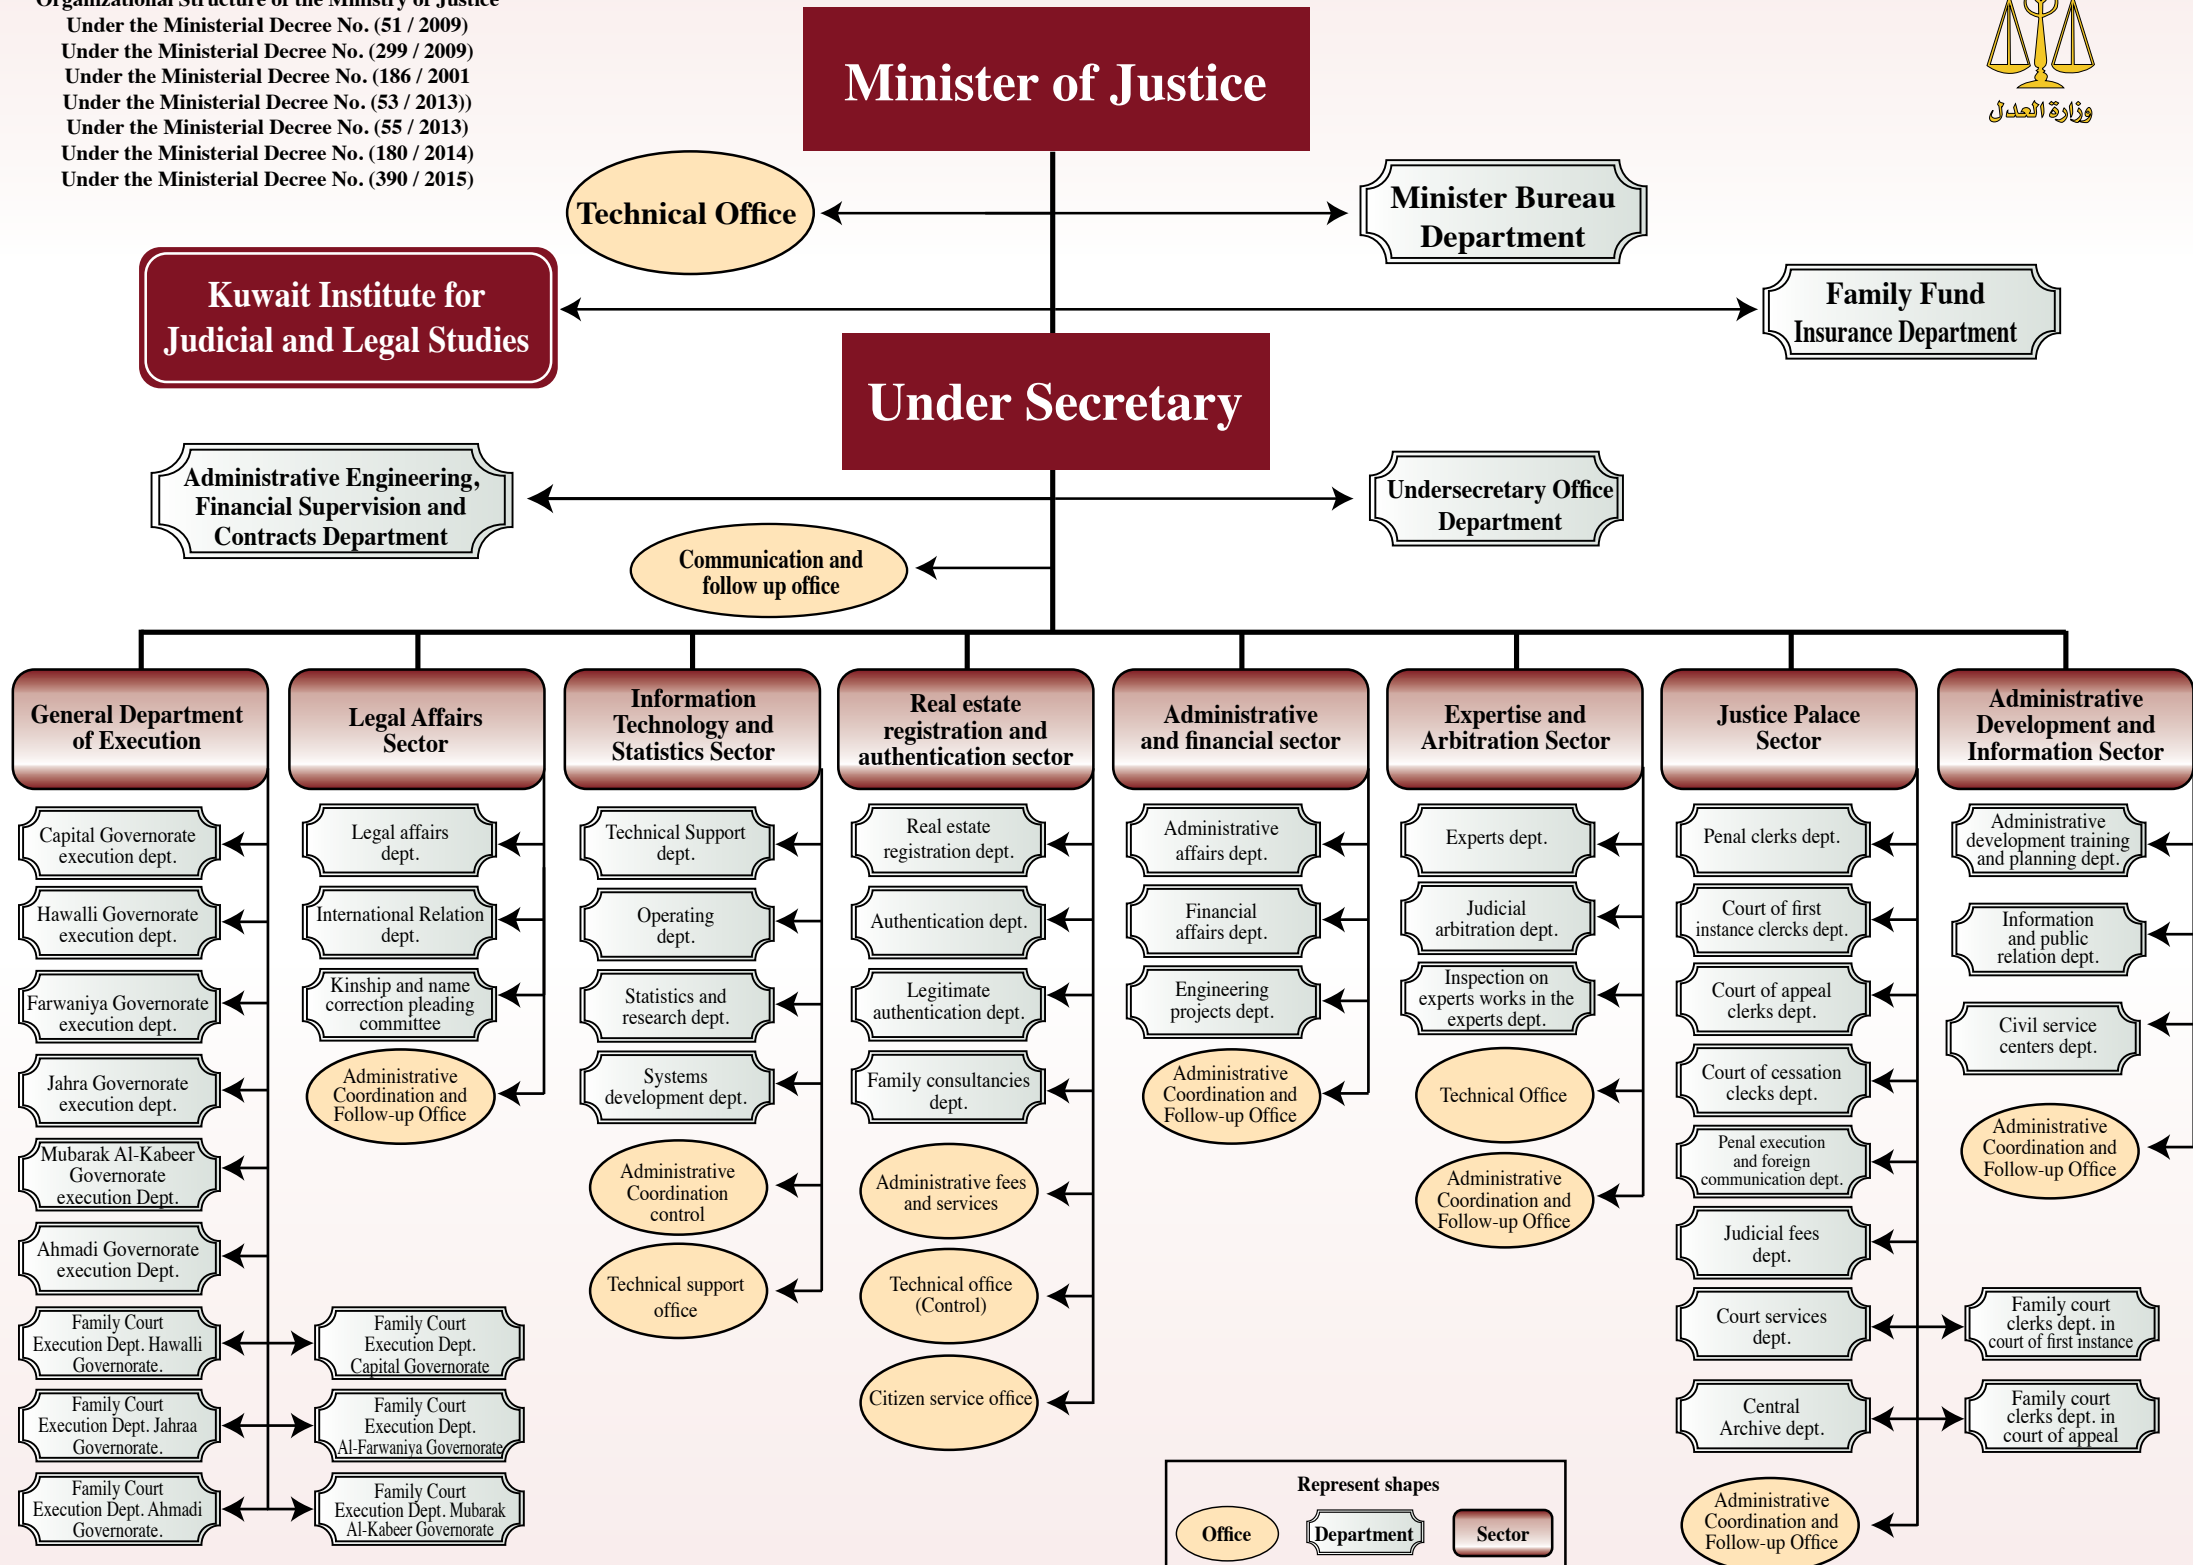 Organizational Structure of the Ministry of Justice
Under the Ministerial Decree No. (51 / 2009)
Under the Ministerial Decree No. (299 / 2009)
Under the Ministerial Decree No. (186 / 2001
Under the Ministerial Decree No. (53 / 2013))
Under the Ministerial Decree No. (55 / 2013)
Under the Ministerial Decree No. (180 / 2014)
Under the Ministerial Decree No. (390 / 2015)
Minister of Justice
وزارة العدل
Technical Office
Minister Bureau
Department
Kuwait Institute for
Judicial and Legal Studies
Family Fund
Insurance Department
Under Secretary
Administrative Engineering,
Financial Supervision and
Contracts Department
Undersecretary Office
Department
Communication and
follow up office
General Department
of Execution
Capital Governorate
execution dept.
Hawalli Governorate
execution dept.
Farwaniya Governorate
execution dept.
Jahra Governorate
execution dept.
Mubarak Al-Kabeer
Governorate
execution Dept.
Ahmadi Governorate
execution Dept.
Family Court
Execution Dept. Hawalli
Governorate.
Family Court
Execution Dept.
Capital Governorate
Family Court
Execution Dept. Jahraa
Governorate.
Family Court
Execution Dept.
Al-Farwaniya Governorate
Family Court
Execution Dept. Ahmadi
Governorate.
Family Court
Execution Dept. Mubarak
Al-Kabeer Governorate
Legal Affairs
Sector
Legal affairs
dept.
International Relation
dept.
Kinship and name
correction pleading
committee
Administrative
Coordination and
Follow-up Office
Information
Technology and
Statistics Sector
Technical Support
dept.
Operating
dept.
Statistics and
research dept.
Systems
development dept.
Administrative
Coordination
control
Technical support
office
Real estate
registration and
authentication sector
Real estate
registration dept.
Authentication dept.
Legitimate
authentication dept.
Family consultancies
dept.
Administrative fees
and services
Technical office
(Control)
Citizen service office
Administrative
and financial sector
Administrative
affairs dept.
Financial
affairs dept.
Engineering
projects dept.
Administrative
Coordination and
Follow-up Office
Expertise and
Arbitration Sector
Experts dept.
Judicial
arbitration dept.
Inspection on
experts works in the
experts dept.
Technical Office
Administrative
Coordination and
Follow-up Office
Justice Palace
Sector
Penal clerks dept.
Court of first
instance clercks dept.
Court of appeal
clerks dept.
Court of cessation
clecks dept.
Penal execution
and foreign
communication dept.
Judicial fees
dept.
Court services
dept.
Family court
clerks dept. in
court of first instance
Central
Archive dept.
Family court
clerks dept. in
court of appeal
Administrative
Coordination and
Follow-up Office
Administrative
Development and
Information Sector
Administrative
development training
and planning dept.
Information
and public
relation dept.
Civil service
centers dept.
Administrative
Coordination and
Follow-up Office
Represent shapes
Office
Department
Sector